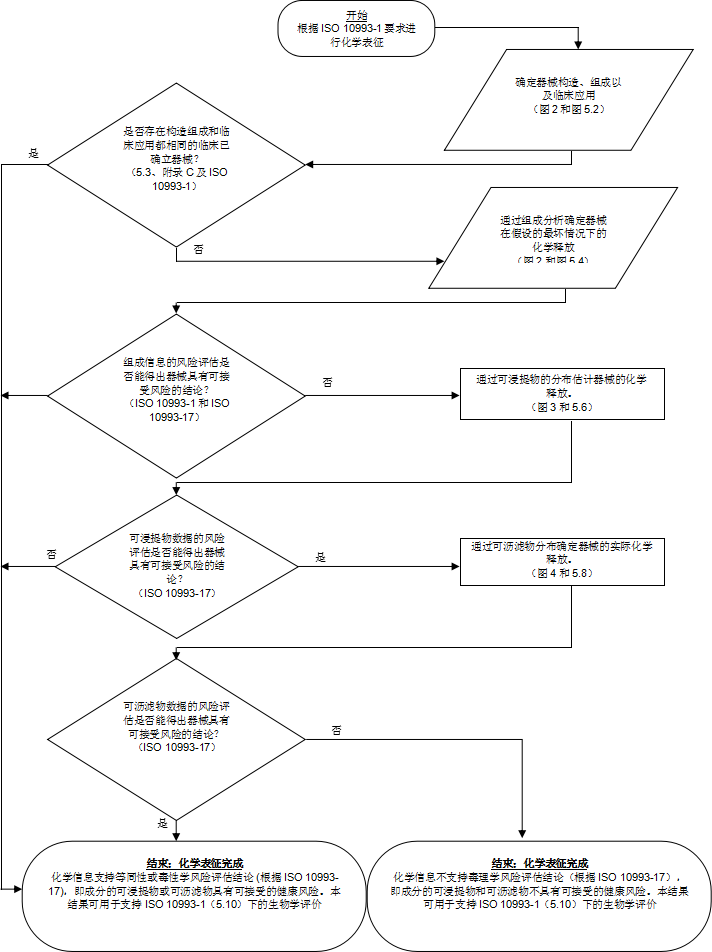 开始
根据 ISO 10993-1 要求进
行化学表征
确定器械构造、组成以
及临床应用
（图 2 和图 5.2）
是否存在构造组成和临
床应用都相同的临床已
确立器械？
（5.3、附录 C 及 ISO
10993-1）
是
否
通过组成分析确定器械
在假设的最坏情况下的
化学释放
（图 2 和图 5.4）
组成信息的风险评估是
否能得出器械具有可接
受风险的结论？
（ISO 10993-1 和 ISO
10993-17）
否
通过可浸提物的分布估计器械的化学
释放。
（图 3 和 5.6）
可浸提物数据的风险
评估是否能得出器械
具有可接受风险的结
论？
（ISO 10993-17）
否
是
通过可沥滤物分布确定器械的实际化学
释放。
（图 4 和 5.8）
可沥滤物数据的风险评
估是否能得出器械具有
可接受风险的结论？
（ISO 10993-17）
否
是
结束：化学表征完成
化学信息支持等同性或毒性学风险评估结论 (根据 ISO 10993-
17)，即成分的可浸提物或可沥滤物具有可接受的健康风险。本
结果可用于支持 ISO 10993-1（5.10）下的生物学评价
结束：化学表征完成
化学信息不支持毒理学风险评估结论（根据 ISO 10993-17），
即成分的可浸提物和可沥滤物不具有可接受的健康风险。本结果
可用于支持 ISO 10993-1（5.10）下的生物学评价